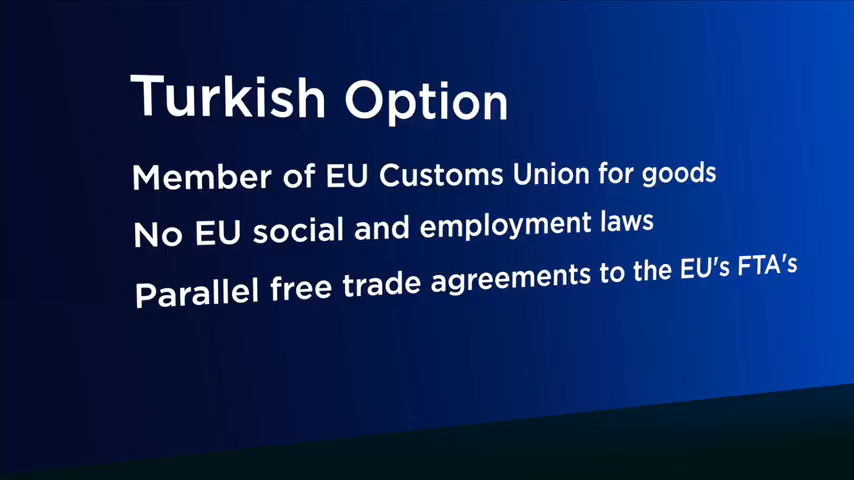 Turkish Option
Member of EU Customs Union for goods
No EU social and employment laws
Parallel free trade agreements to the EU's FTA's